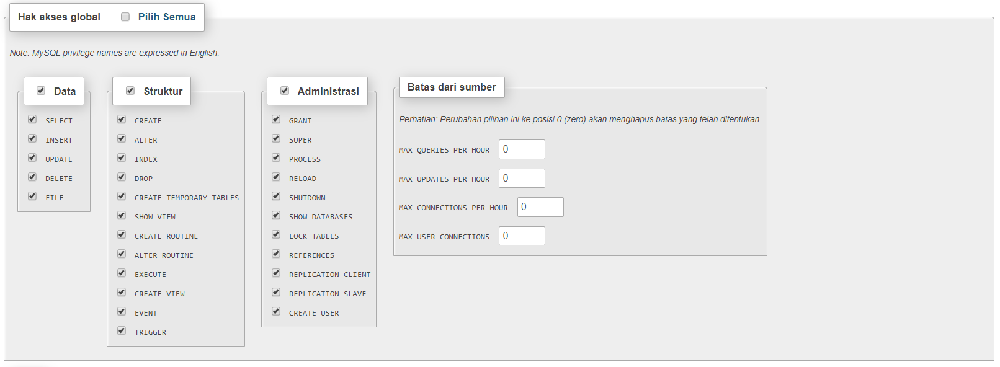 Hak akses global Pilih Semua
Note: MySQL privilege names are expressed in English.
Data
SELECT
INSERT
UPDATE
DELETE
FILE
Struktur
CREATE
ALTER
INDEX
DROP
CREATE TEMPORARY TABLES
SHOW VIEW
CREATE ROUTINE
ALTER ROUTINE
EXECUTE
CREATE VIEW
EVENT
TRIGGER
Administrasi
GRANT
SUPER
PROCESS
RELOAD
SHUTDOWN
SHOW DATABASES
LOCK TABLES
REFERENCES
REPLICATION CLIENT
REPLICATION SLAVE
CREATE USER
Batas dari sumber
Perhatian: Perubahan pilihan ini ke posisi 0 (zero) akan menghapus batas yang telah ditentukan.
MAX QUERIES PER HOUR 0
MAX UPDATES PER HOUR 0
MAX CONNECTIONS PER HOUR 0
MAX USER_CONNECTIONS 0